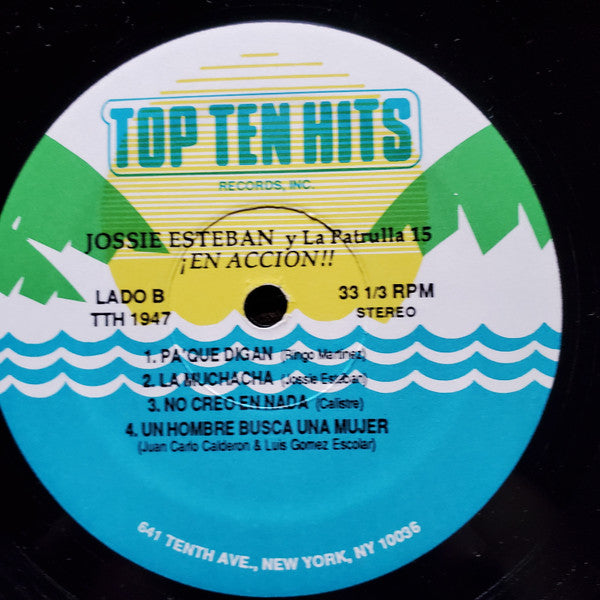 TOP TEN HITS
RECORDS, INC.
JOSSIE ESTEBAN y La Patrulla 15
¡EN ACCION!!
LADO B 33 1/3 RPM
TTH 1947 STEREO
1. PA'QUE DIGAN (Ringo Martinez)
2. LA MUCHACHA (Jossie Esteban)
3. NO CREO EN NADA (Calistre)
4. UN HOMBRE BUSCA UNA MUJER
(Juan Carlo Calderon & Luis Gomez Escolar)
641 TENTH AVE., NEW YORK, NY 10036